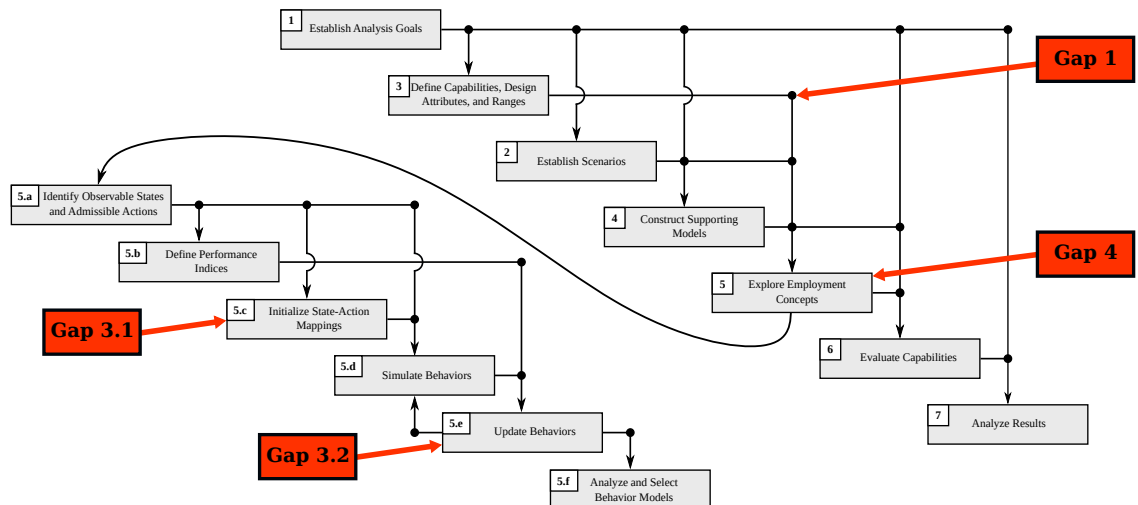 1
Establish Analysis Goals
Gap 1
3
Define Capabilities, Design
Attributes, and Ranges
2
Establish Scenarios
5.a
Identify Observable States
and Admissible Actions
4
Construct Supporting
Models
Gap 4
5.b
Define Performance
Indices
5
Explore Employment
Concepts
Gap 3.1
5.c
Initialize State-Action
Mappings
6
Evaluate Capabilities
5.d
Simulate Behaviors
7
Analyze Results
5.e
Update Behaviors
Gap 3.2
5.f
Analyze and Select
Behavior Models